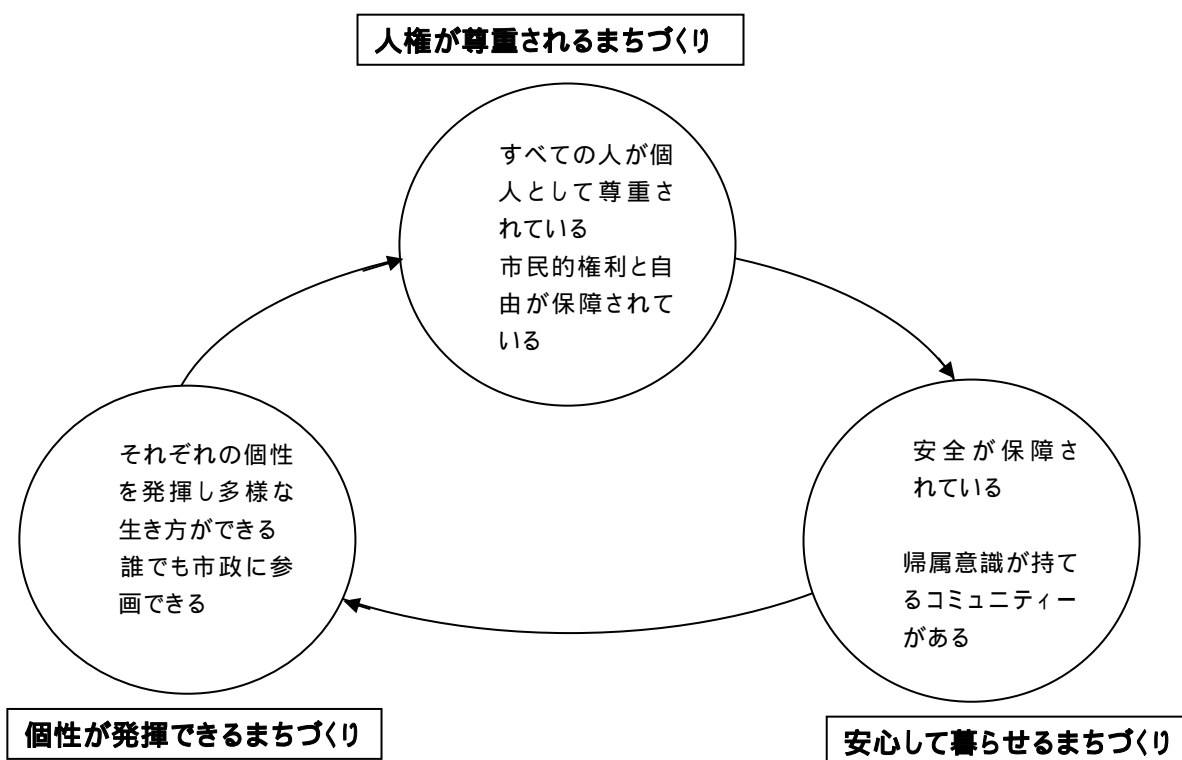 人権が尊重されるまちづくり
すべての人が個
人として尊重さ
れている
市民的権利と自
由が保障されて
いる
それぞれの個性
を発揮し多様な
生き方ができる
誰でも市政に参
画できる
安全が保障さ
れている
帰属意識が持て
るコミュニティー
がある
個性が発揮できるまちづくり
安心して暮らせるまちづくり